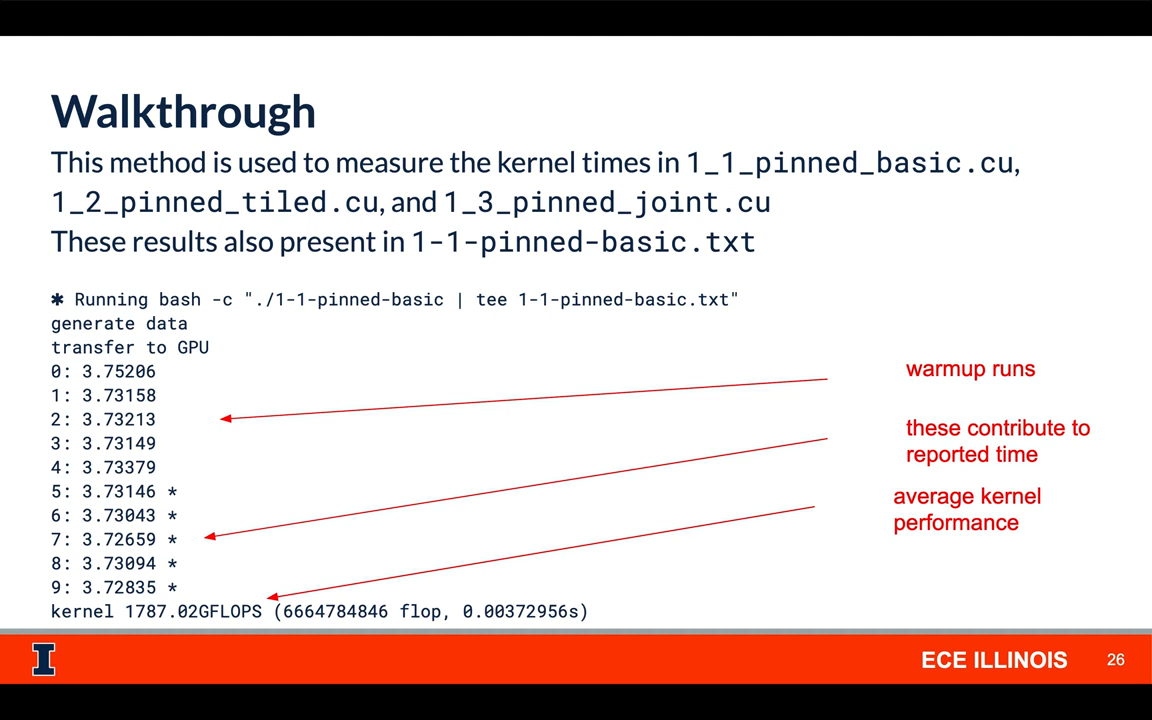 Walkthrough
This method is used to measure the kernel times in 1_1_pinned_basic.cu,
1_2_pinned_tiled.cu, and 1_3_pinned_joint.cu
These results also present in 1-1-pinned-basic.txt
✱ Running bash -c "./1-1-pinned-basic | tee 1-1-pinned-basic.txt"
generate data
transfer to GPU
0: 3.75206
1: 3.73158
2: 3.73213
3: 3.73149
4: 3.73379
5: 3.73146 *
6: 3.73043 *
7: 3.72659 *
8: 3.73094 *
9: 3.72835 *
kernel 1787.02GFLOPS (6664784846 flop, 0.00372956s)
warmup runs
these contribute to
reported time
average kernel
performance
I
ECE ILLINOIS
26